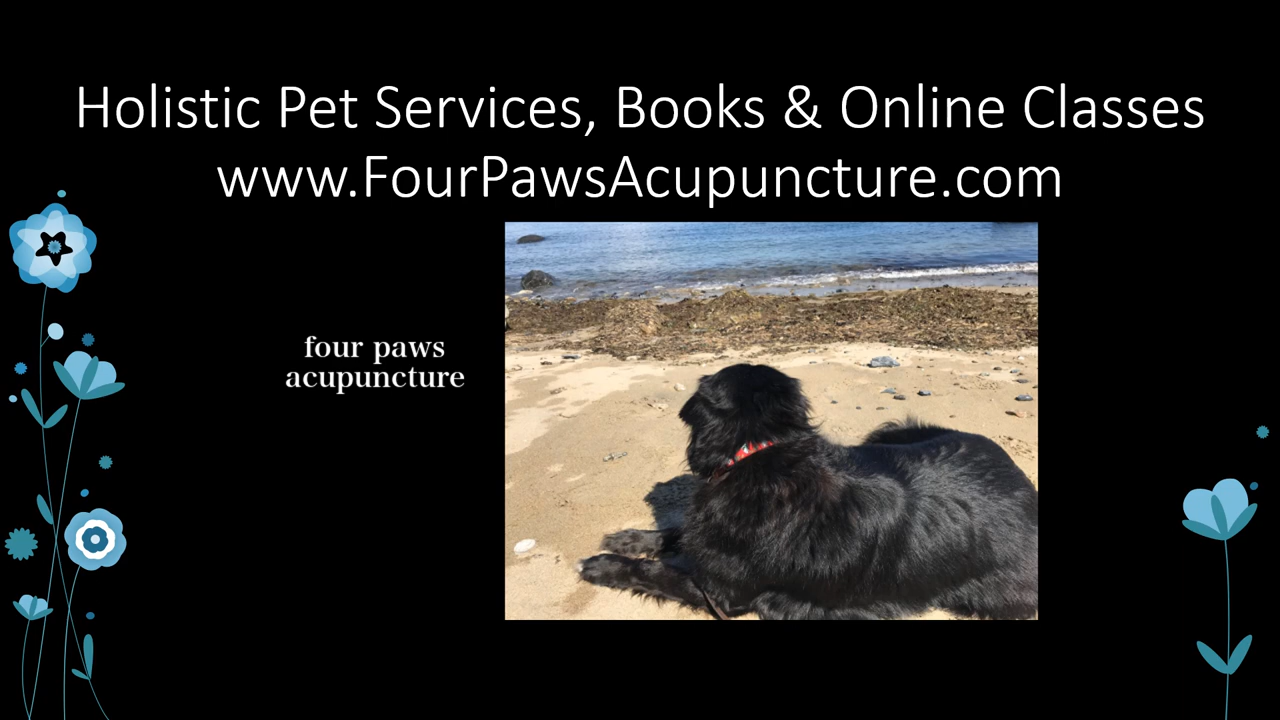 Holistic Pet Services, Books & Online Classes
www.FourPawsAcupuncture.com
four paws
acupuncture